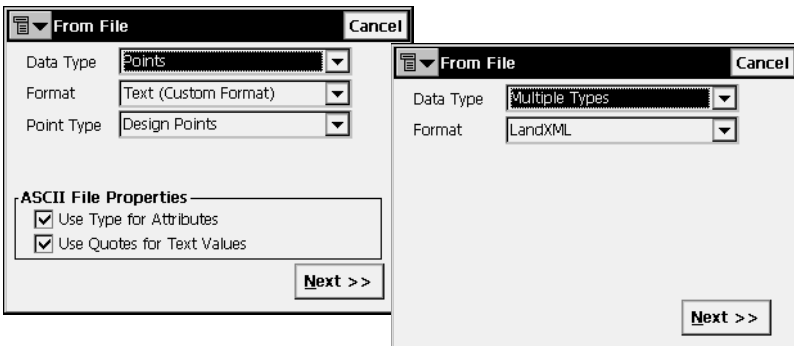 From File Cancel
Data Type Points
Format Text (Custom Format)
Point Type Design Points
ASCII File Properties
Use Type for Attributes
Use Quotes for Text Values
Next >>
From File Cancel
Data Type Multiple Types
Format LandXML
Next >>